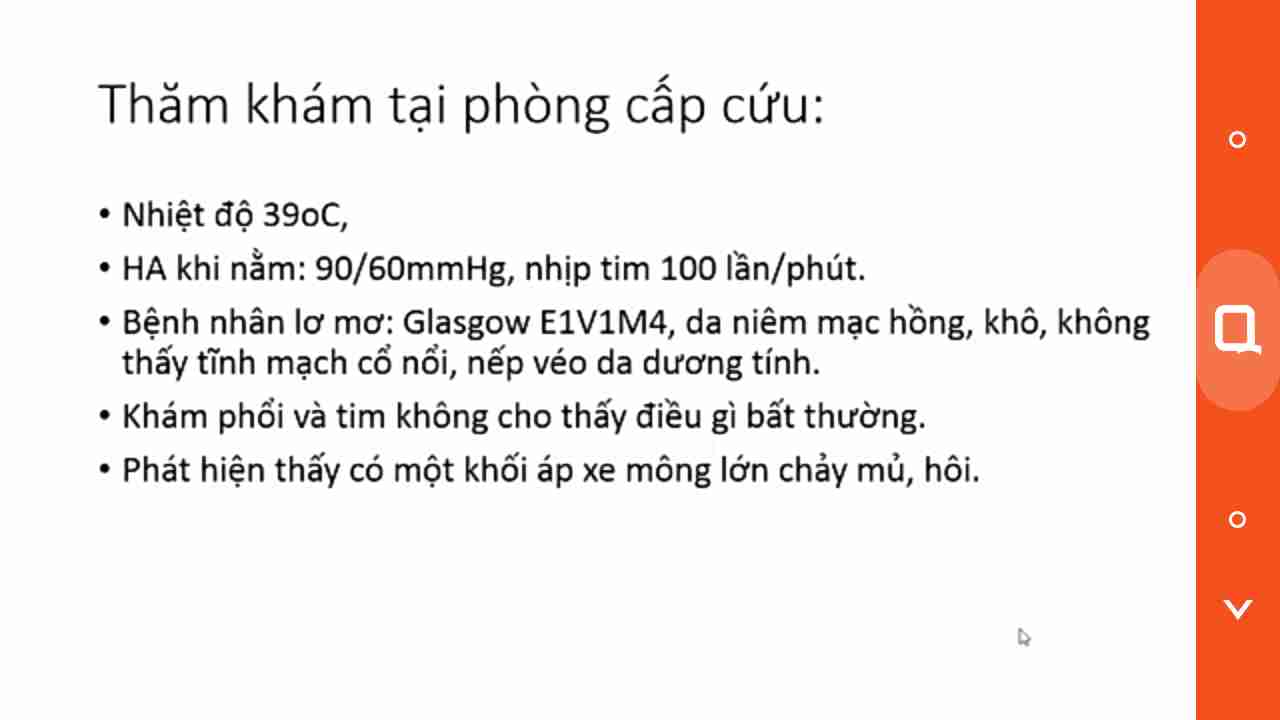 Thăm khám tại phòng cấp cứu:
• Nhiệt độ 39oC,
• HA khi nằm: 90/60mmHg, nhịp tim 100 lần/phút.
• Bệnh nhân lơ mơ: Glasgow E1V1M4, da niêm mạc hồng, khô, không
thấy tĩnh mạch cổ nổi, nếp véo da dương tính.
• Khám phổi và tim không cho thấy điều gì bất thường.
• Phát hiện thấy có một khối áp xe mông lớn chảy mủ, hôi.